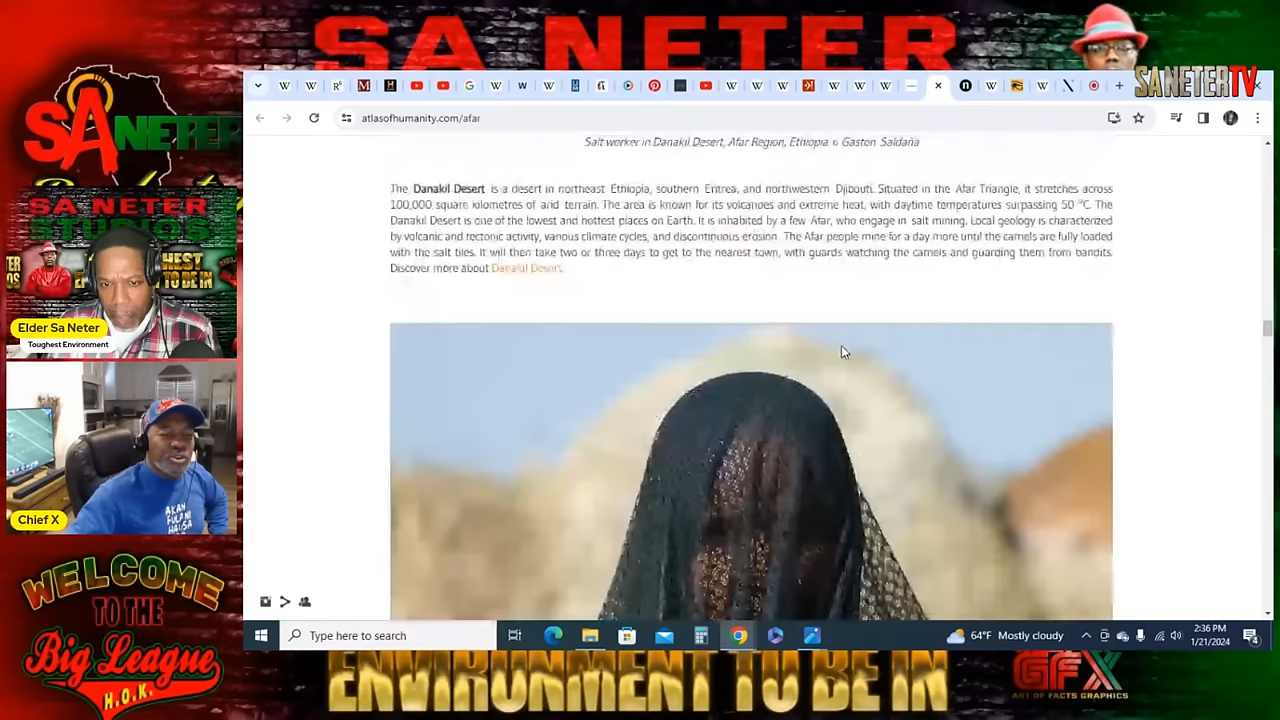 SA NETER
SANETERTV
SANETER
atlasofhumanity.com/afar
Salt worker in Danakil Desert, Afar Region, Ethiopia © Gaston Saldaña
The Danakil Desert is a desert in northeast Ethiopia, southern Eritrea, and northwestern Djibouti. Situated in the Afar Triangle, it stretches across
100,000 square kilometres of arid terrain. The area is known for its volcanoes and extreme heat, with daytime temperatures surpassing 50 °C. The
Danakil Desert is one of the lowest and hottest places on Earth. It is inhabited by a few Afar, who engage in salt mining. Local geology is characterized
by volcanic and tectonic activity, various climate cycles, and discontinuous erosion. The Afar people mine for a day more until the camels are fully loaded
with the salt tiles. It will then take two or three days to get to the nearest town, with guards watching the camels and guarding them from bandits.
Discover more about Danakil Desert.
SA NETER
STUDIOS
HEST
TO BE IN
Elder Sa Neter
Toughest Environment
AKAN
FULANI
HAUSA
Chief X
WELCOME
TO THE
Big League
H.O.K.
Type here to search
64°F Mostly cloudy
2:36 PM
1/21/2024
ENVIRONMENT TO BE IN
GFX
ART OF FACTS GRAPHICS